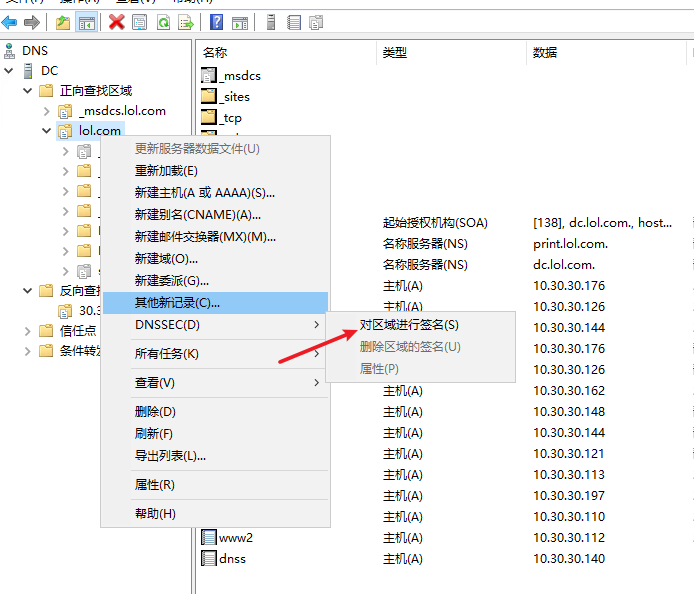 DNS
DC
正向查找区域
_msdcs.lol.com
lol.com
反向查找
30.3
信任点
条件转发
更新服务器数据文件(U)
重新加载(E)
新建主机(A 或 AAAA)(S)...
新建别名(CNAME)(A)...
新建邮件交换器(MX)(M)...
新建域(O)...
新建委派(G)...
其他新记录(C)...
DNSSEC(D)
所有任务(K)
查看(V)
删除(D)
刷新(F)
导出列表(L)...
属性(R)
帮助(H)
对区域进行签名(S)
删除区域的签名(U)
属性(P)
名称 类型 数据
_msdcs
_sites
_tcp
起始授权机构(SOA) [138], dc.lol.com., host...
名称服务器(NS) print.lol.com.
名称服务器(NS) dc.lol.com.
主机(A) 10.30.30.176
主机(A) 10.30.30.126
10.30.30.144
10.30.30.176
10.30.30.126
主机(A) 10.30.30.162
主机(A) 10.30.30.148
主机(A) 10.30.30.144
主机(A) 10.30.30.121
主机(A) 10.30.30.113
主机(A) 10.30.30.197
主机(A) 10.30.30.110
www2 主机(A) 10.30.30.112
dnss 主机(A) 10.30.30.140